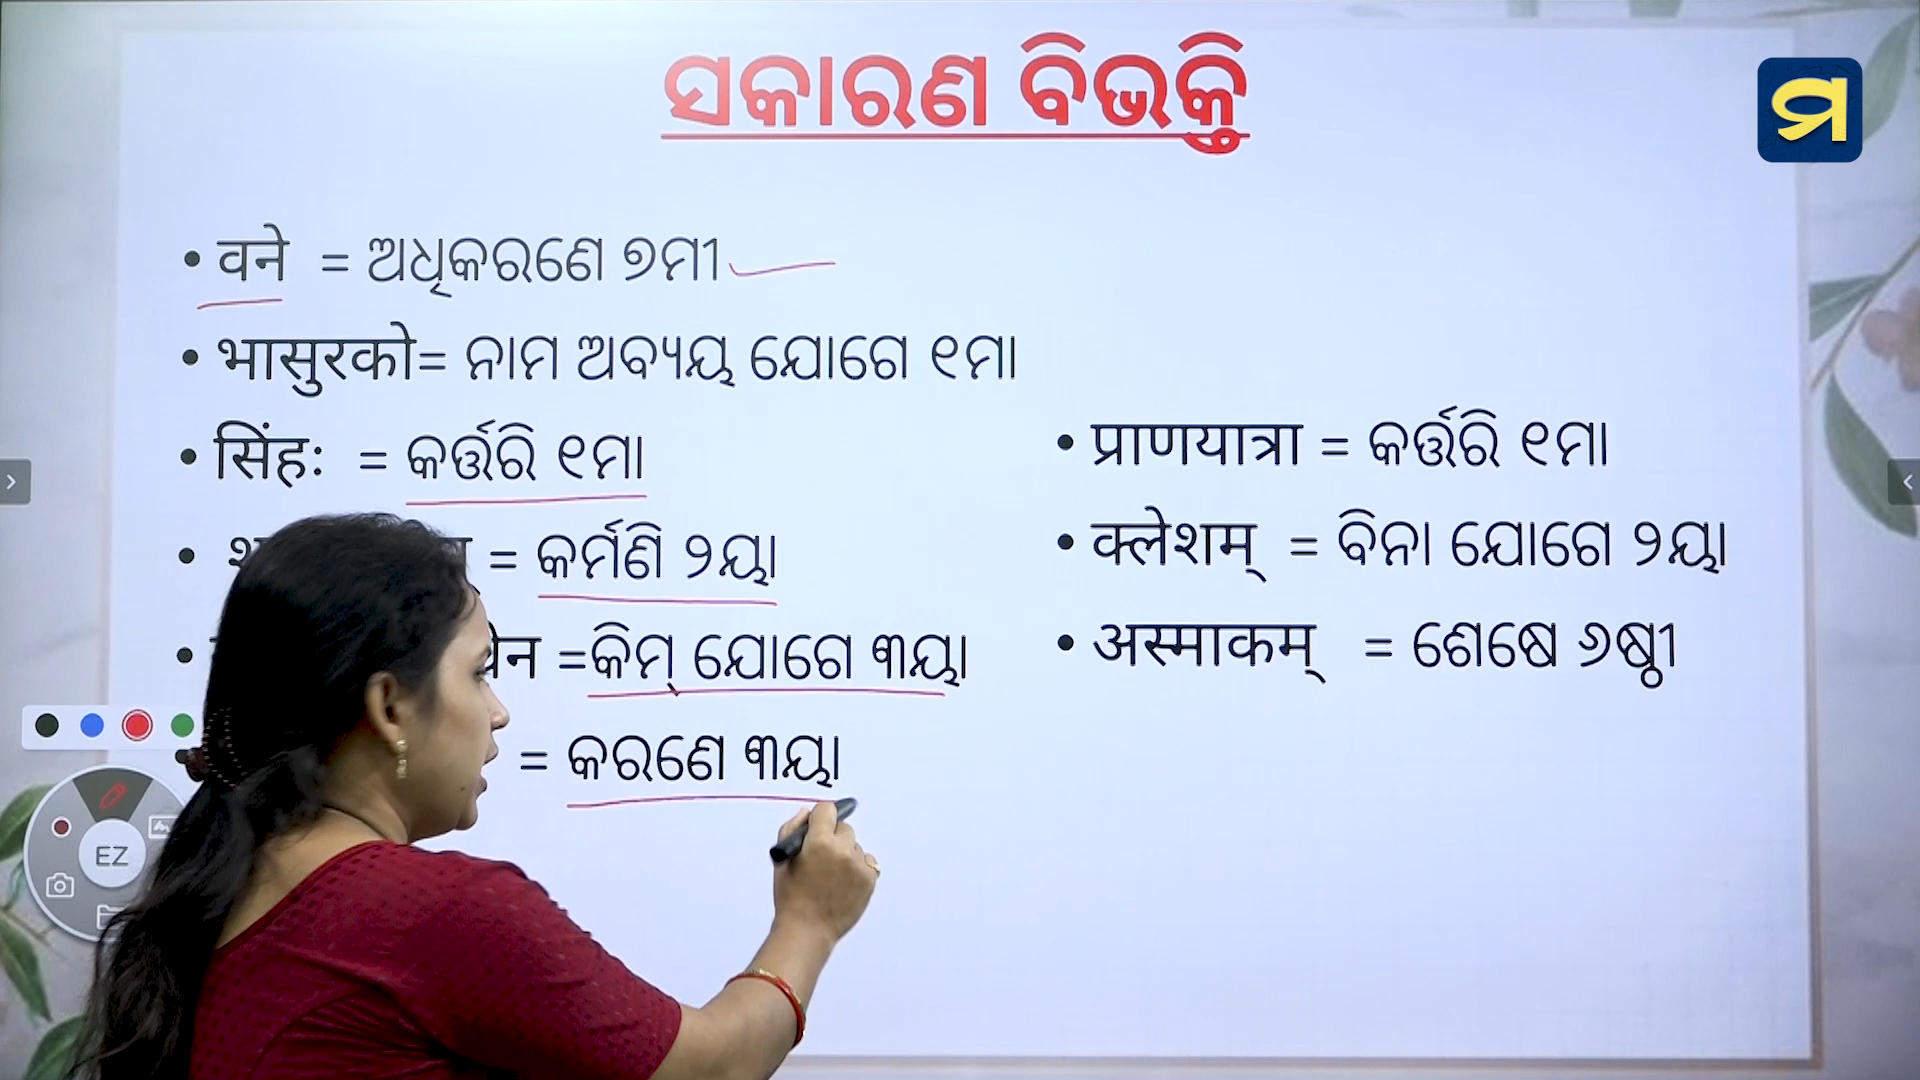 ସକାରଣ ବିଭକ୍ତି
ମ
• वने = ଅଧିକରଣେ ୭ମୀ
• भासुरको= ନାମ ଅବ୍ୟୟ ଯୋଗେ ୧ମା
• सिंहः = କର୍ତ୍ତରି ୧ମା
• = କର୍ମଣି ୨ୟା
• =କିମ୍ ଯୋଗେ ୩ୟା
= କରଣେ ୩ୟା
• प्राणयात्रा = କର୍ତ୍ତରି ୧ମା
• क्लेशम् = ବିନା ଯୋଗେ ୨ୟା
• अस्माकम् = ଶେଷେ ୬ଷ୍ଠୀ
EZ